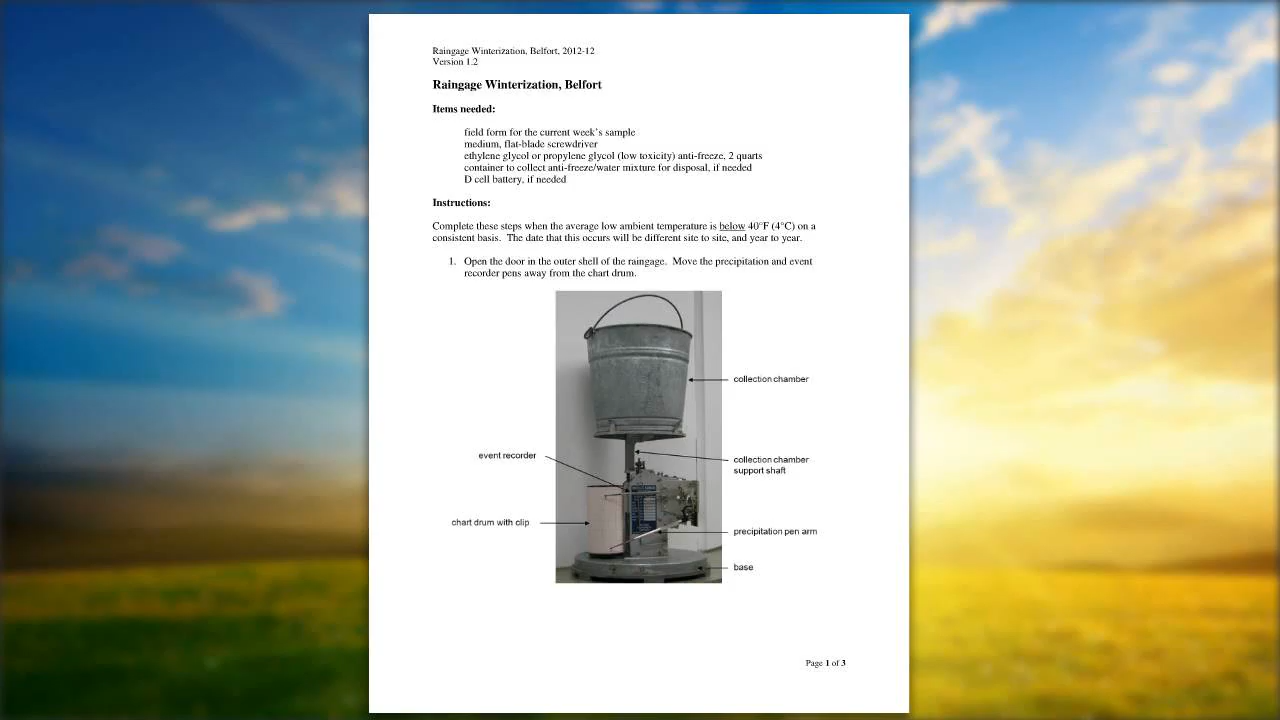 Raingage Winterization, Belfort, 2012-12
Version 1.2
Raingage Winterization, Belfort
Items needed:
field form for the current week's sample
medium, flat-blade screwdriver
ethylene glycol or propylene glycol (low toxicity) anti-freeze, 2 quarts
container to collect anti-freeze/water mixture for disposal, if needed
D cell battery, if needed
Instructions:
Complete these steps when the average low ambient temperature is below 40°F (4°C) on a
consistent basis.  The date that this occurs will be different site to site, and year to year.
1. Open the door in the outer shell of the raingage.  Move the precipitation and event
recorder pens away from the chart drum.
collection chamber
event recorder
collection chamber
support shaft
chart drum with clip
precipitation pen arm
base
Page 1 of 3